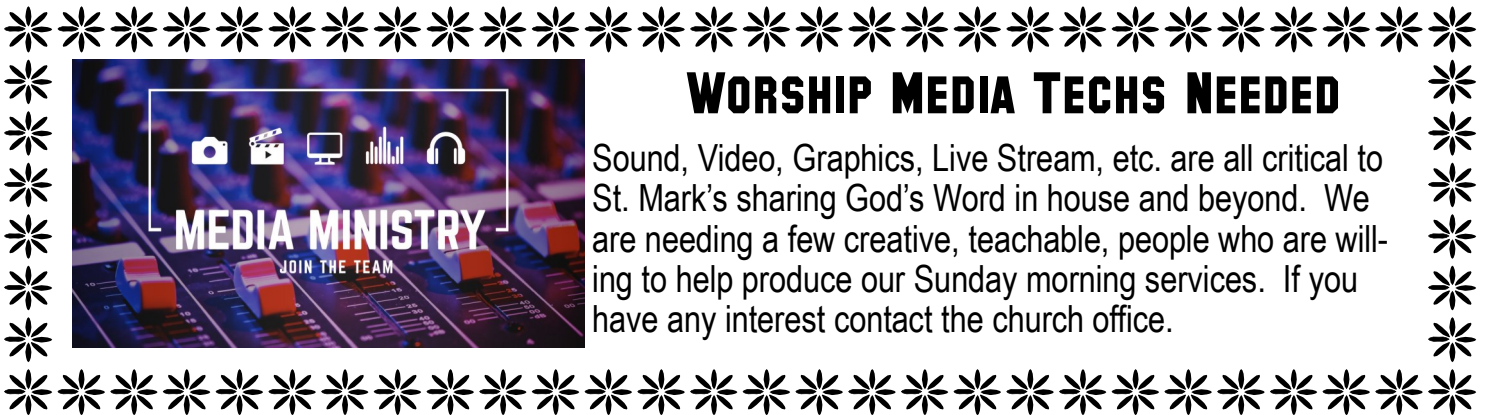 MEDIA MINISTRY
JOIN THE TEAM
WORSHIP MEDIA TECHS NEEDED
Sound, Video, Graphics, Live Stream, etc. are all critical to
St. Mark's sharing God's Word in house and beyond.  We
are needing a few creative, teachable, people who are will-
ing to help produce our Sunday morning services.  If you
have any interest contact the church office.